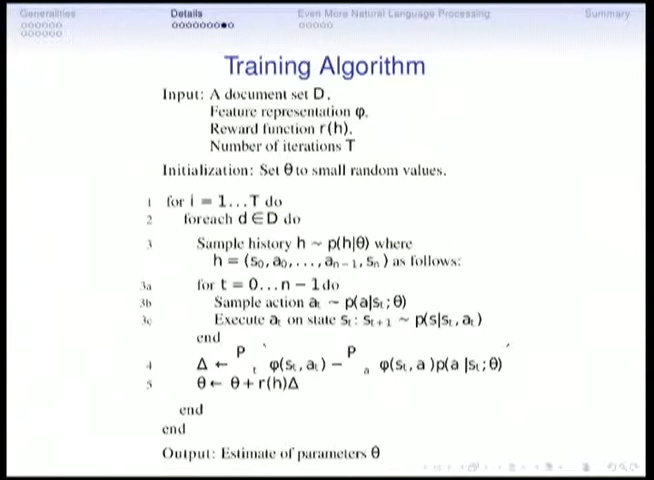 Generalities Details Even More Natural Language Processing Summary
Training Algorithm
Input: A document set D,
Feature representation φ,
Reward function r(h),
Number of iterations T
Initialization: Set θ to small random values.
1 for i = 1...T do
2 foreach d ∈ D do
3 Sample history h ~ p(h|θ) where
h = (s₀, a₀, ..., aₙ₋₁, sₙ) as follows:
3a for t = 0...n − 1 do
3b Sample action aₜ ~ p(a|sₜ; θ)
3c Execute aₜ on state sₜ: sₜ₊₁ ~ p(s|sₜ, aₜ)
end
4 Δ ← P ₜ φ(sₜ, aₜ) − P ₐ φ(sₜ, a )p(a |sₜ; θ)
5 θ ← θ + r(h)Δ
end
end
Output: Estimate of parameters θ